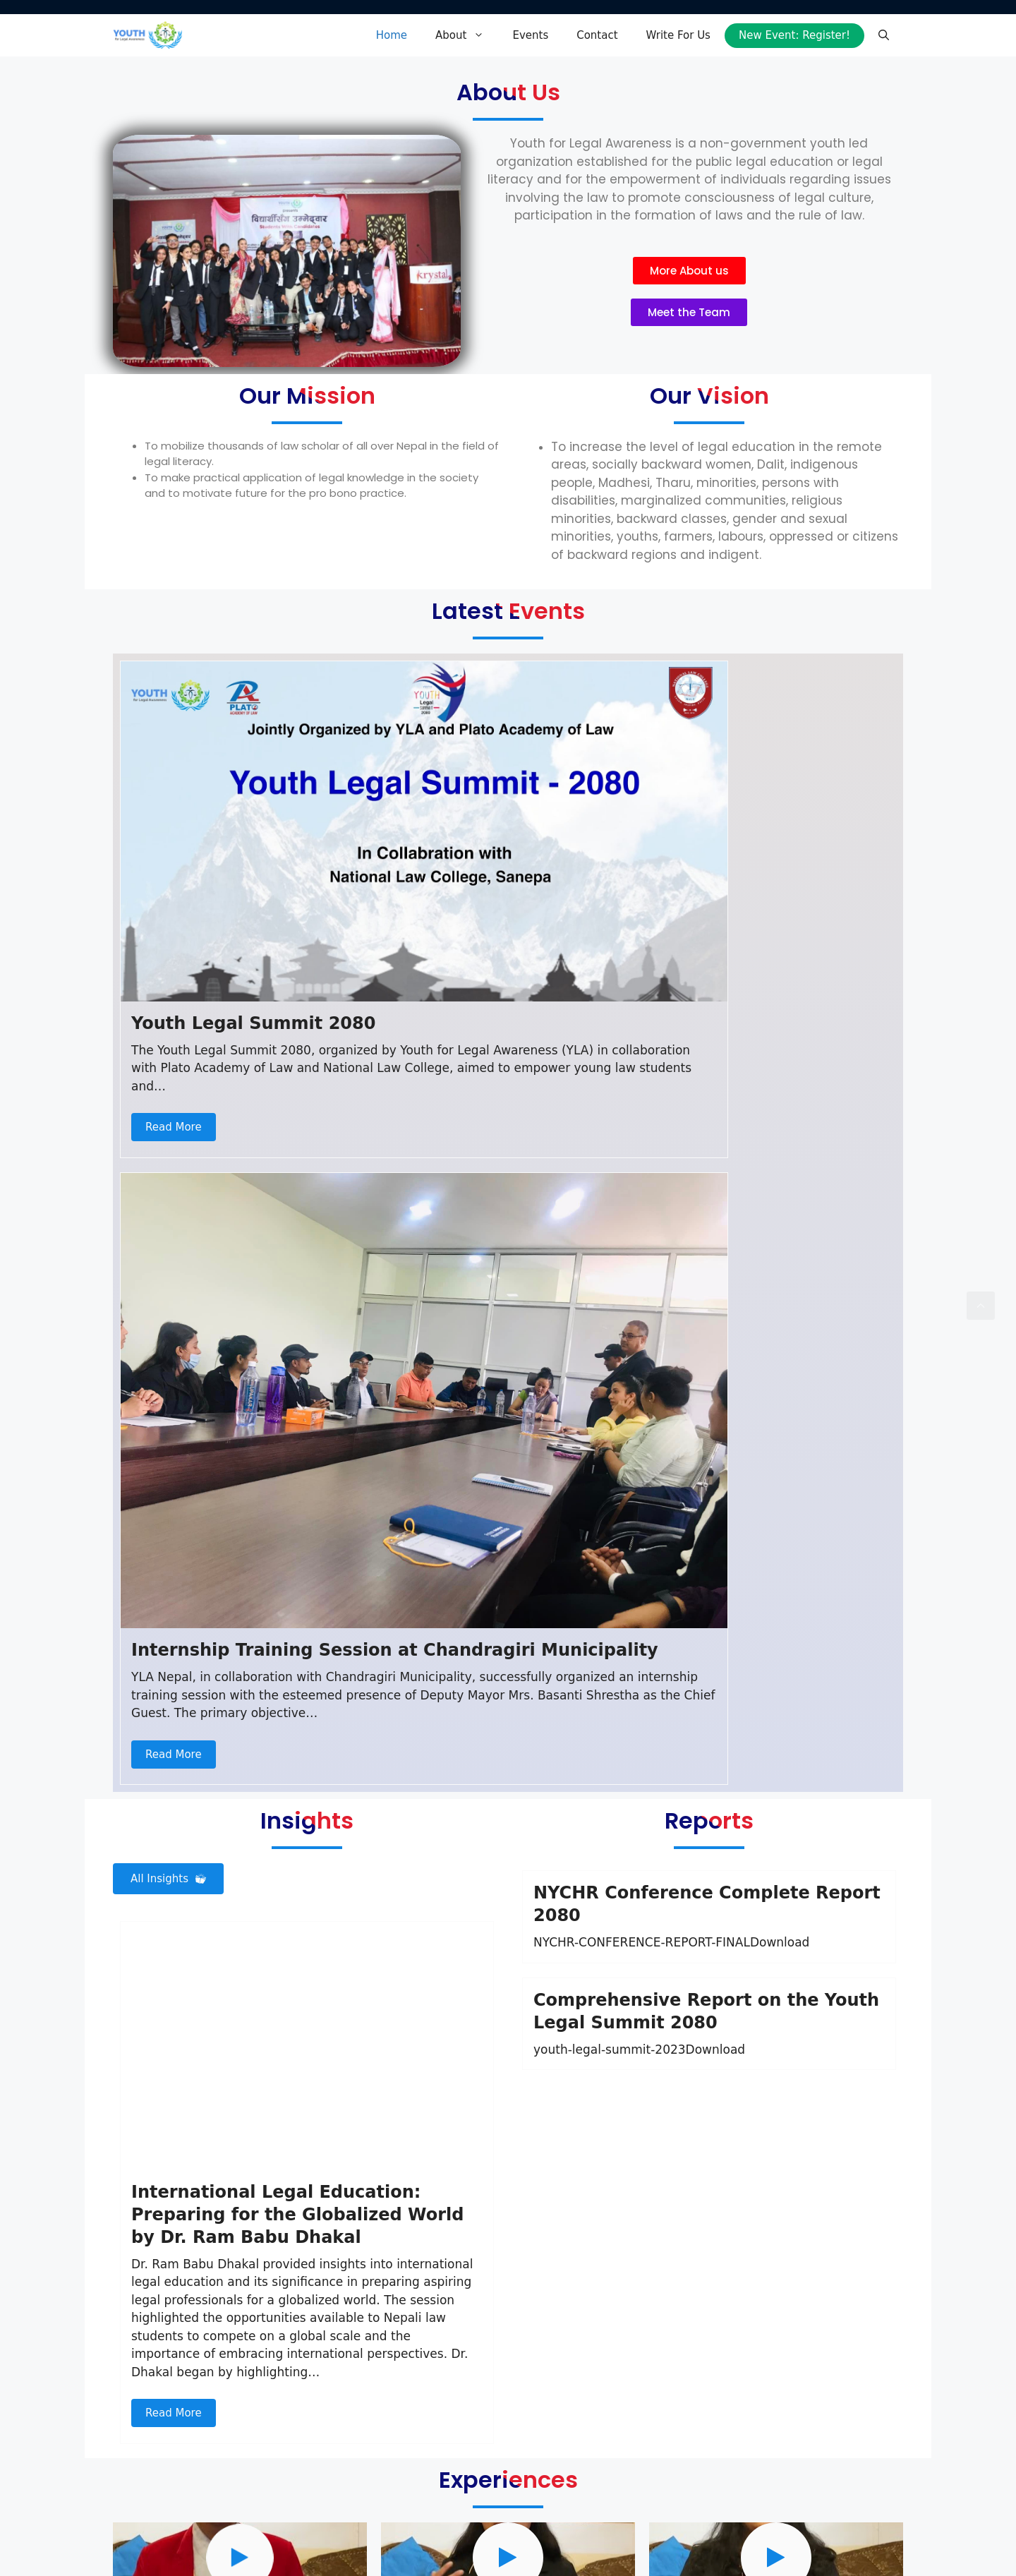 YOUTH
for Legal Awareness
Home About Events Contact Write For Us New Event: Register!
About Us
विद्यार्थीसँग उम्मेदवार
Students With Candidates
Krystal
Youth for Legal Awareness is a non-government youth led
organization established for the public legal education or legal
literacy and for the empowerment of individuals regarding issues
involving the law to promote consciousness of legal culture,
participation in the formation of laws and the rule of law.
More About us
Meet the Team
Our Mission
To mobilize thousands of law scholar of all over Nepal in the field of
legal literacy.
To make practical application of legal knowledge in the society
and to motivate future for the pro bono practice.
Our Vision
To increase the level of legal education in the remote
areas, socially backward women, Dalit, indigenous
people, Madhesi, Tharu, minorities, persons with
disabilities, marginalized communities, religious
minorities, backward classes, gender and sexual
minorities, youths, farmers, labours, oppressed or citizens
of backward regions and indigent.
Latest Events
YOUTH
for Legal Awareness
PLATO
ACADEMY OF LAW
YOUTH
Legal
Jointly Organized by YLA and Plato Academy of Law
Youth Legal Summit - 2080
In Collabration with
National Law College, Sanepa
Youth Legal Summit 2080
The Youth Legal Summit 2080, organized by Youth for Legal Awareness (YLA) in collaboration
with Plato Academy of Law and National Law College, aimed to empower young law students
and…
Read More
Internship Training Session at Chandragiri Municipality
YLA Nepal, in collaboration with Chandragiri Municipality, successfully organized an internship
training session with the esteemed presence of Deputy Mayor Mrs. Basanti Shrestha as the Chief
Guest. The primary objective…
Read More
Insights
All Insights
International Legal Education:
Preparing for the Globalized World
by Dr. Ram Babu Dhakal
Dr. Ram Babu Dhakal provided insights into international
legal education and its significance in preparing aspiring
legal professionals for a globalized world. The session
highlighted the opportunities available to Nepali law
students to compete on a global scale and the
importance of embracing international perspectives. Dr.
Dhakal began by highlighting…
Read More
Reports
NYCHR Conference Complete Report
2080
NYCHR-CONFERENCE-REPORT-FINALDownload
Comprehensive Report on the Youth
Legal Summit 2080
youth-legal-summit-2023Download
Experiences